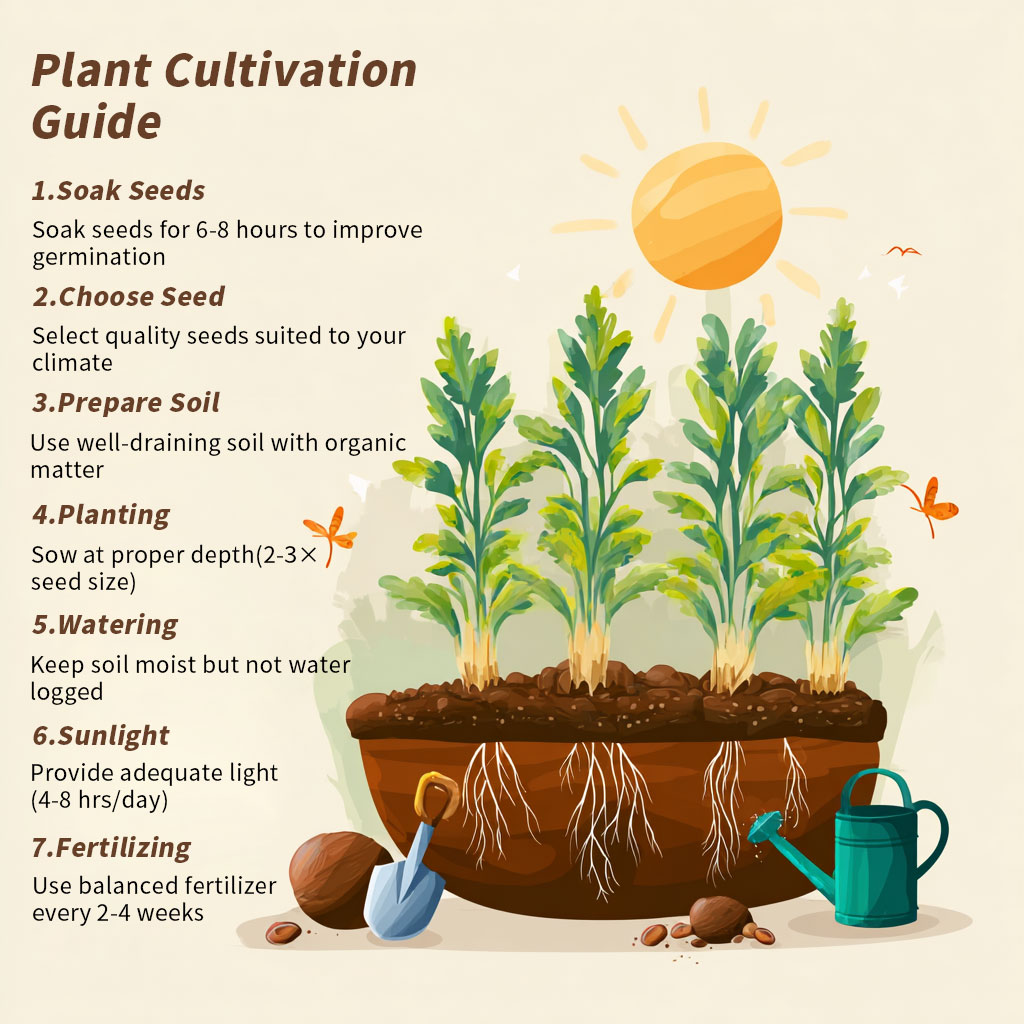 Plant Cultivation
Guide
1.Soak Seeds
Soak seeds for 6-8 hours to improve
germination
2.Choose Seed
Select quality seeds suited to your
climate
3.Prepare Soil
Use well-draining soil with organic
matter
4.Planting
Sow at proper depth(2-3×
seed size)
5.Watering
Keep soil moist but not water
logged
6.Sunlight
Provide adequate light
(4-8 hrs/day)
7.Fertilizing
Use balanced fertilizer
every 2-4 weeks